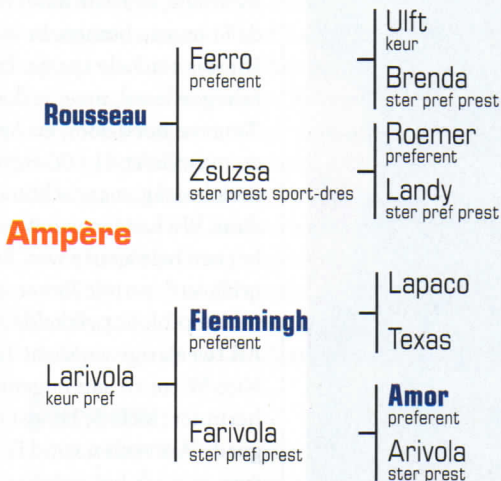 Ulft
keur
Ferro
preferent
Brenda
ster pref prest
Rousseau
Roemer
preferent
Zsuzsa
ster prest sport-dres
Landy
ster pref prest
Ampère
Lapaco
Flemmingh
preferent
Texas
Larivola
keur pref
Amor
preferent
Farivola
ster pref prest
Arivola
ster prest